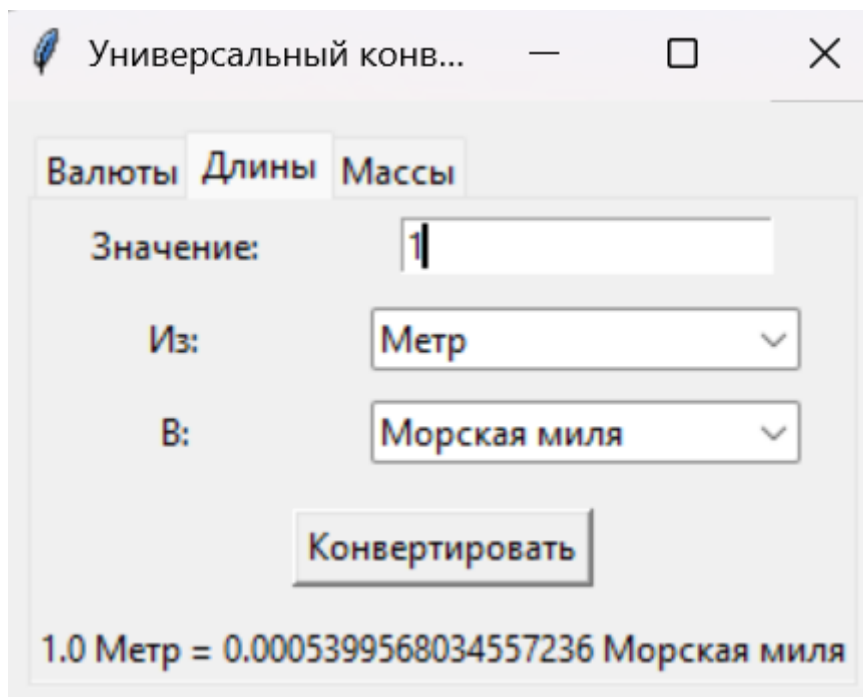 Универсальный конв...
Валюты Длины Массы
Значение: 1
Из: Метр
В: Морская миля
Конвертировать
1.0 Метр = 0.0005399568034557236 Морская миля